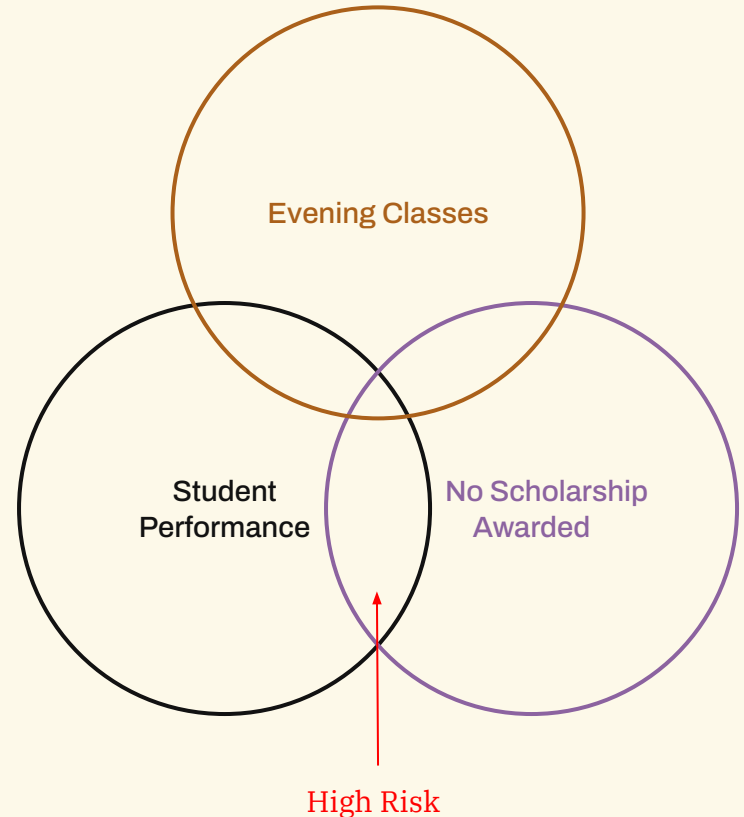 Evening Classes
Student
Performance
No Scholarship
Awarded
High Risk